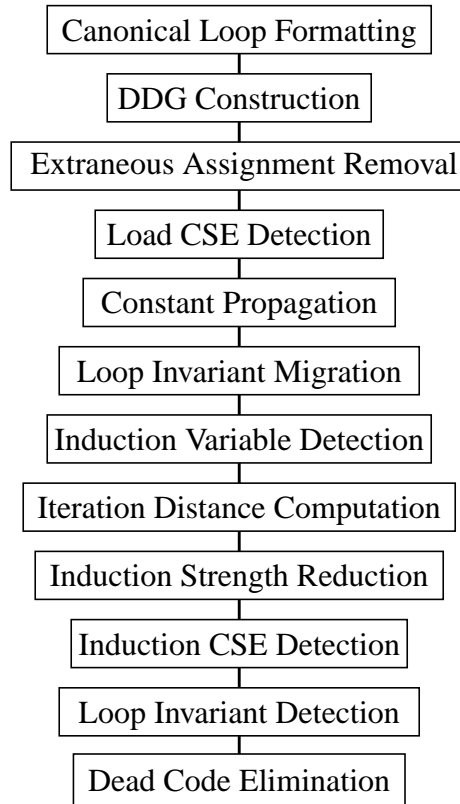 Canonical Loop Formatting
DDG Construction
Extraneous Assignment Removal
Load CSE Detection
Constant Propagation
Loop Invariant Migration
Induction Variable Detection
Iteration Distance Computation
Induction Strength Reduction
Induction CSE Detection
Loop Invariant Detection
Dead Code Elimination